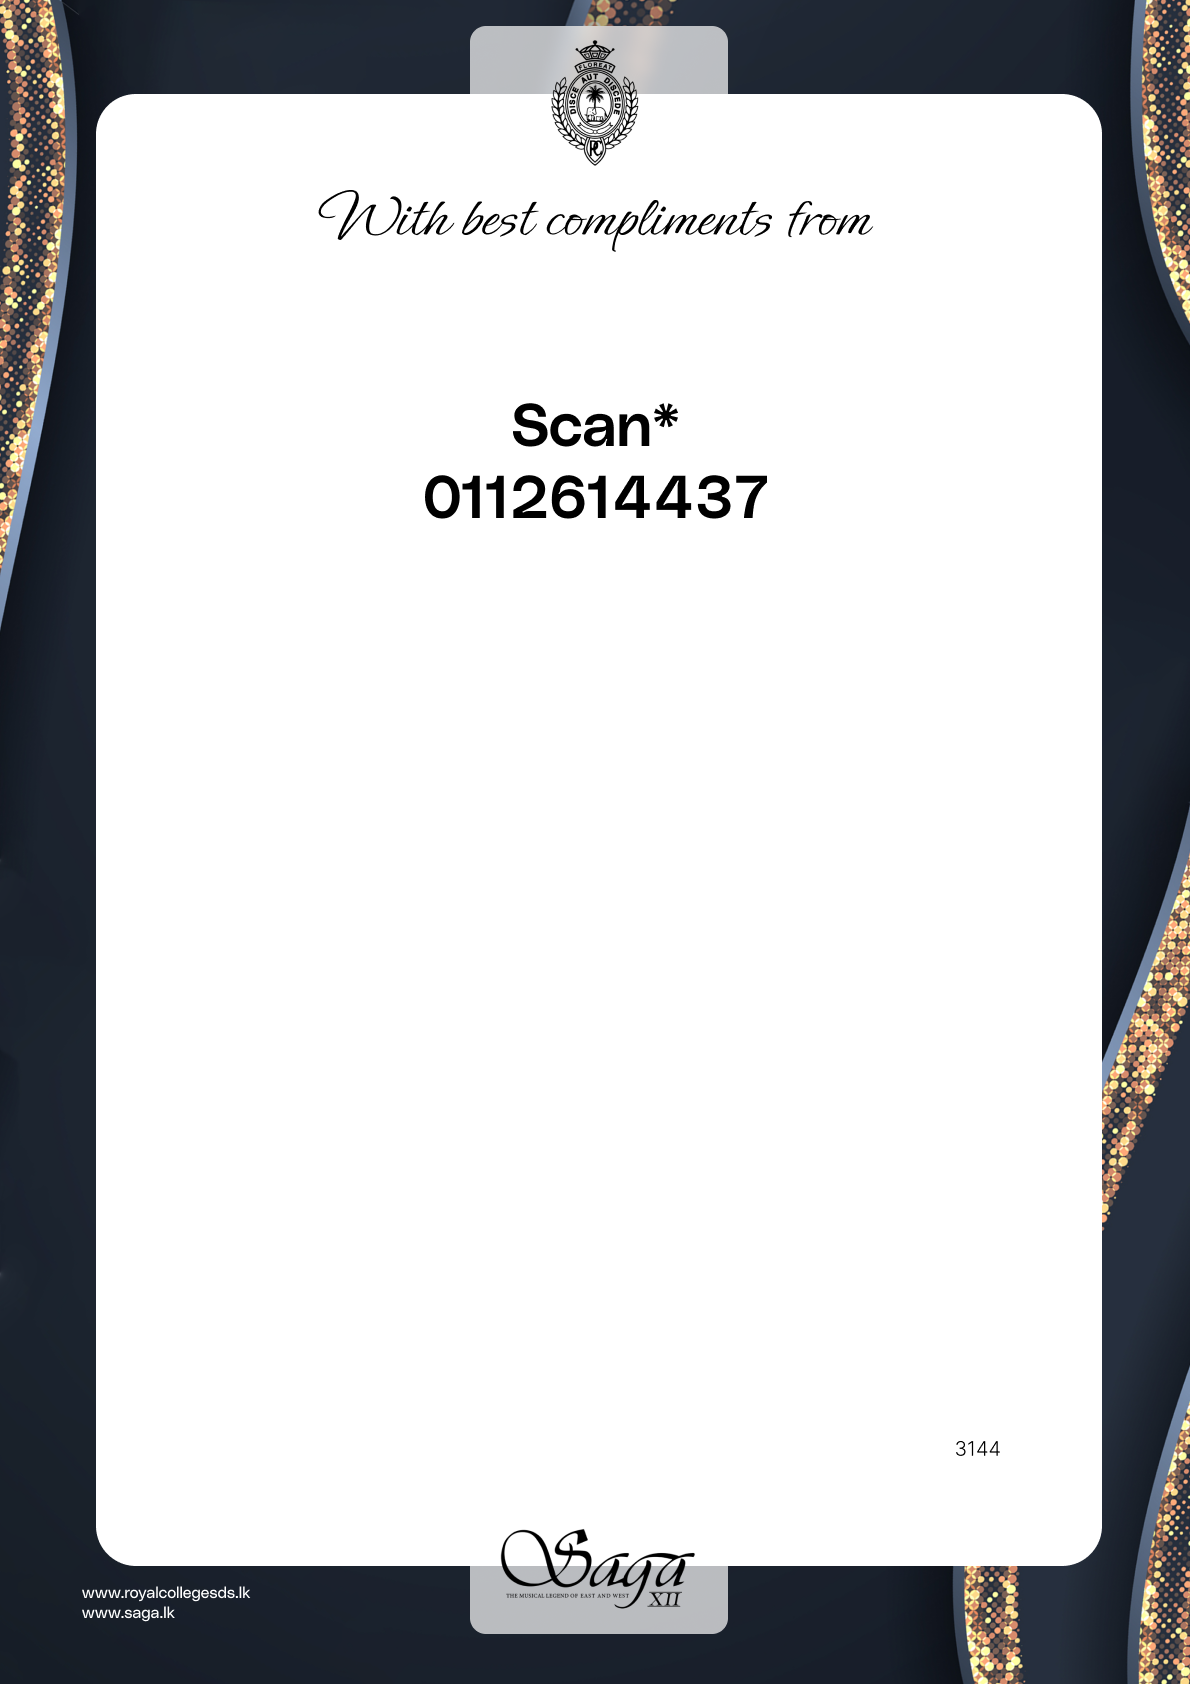 FLOREAT
DISCE AUT DISCEDE
RC
With best compliments from
Scan*
0112614437
3144
Saga
THE MUSICAL LEGEND OF EAST AND WEST
XII
www.royalcollegesds.lk
www.saga.lk